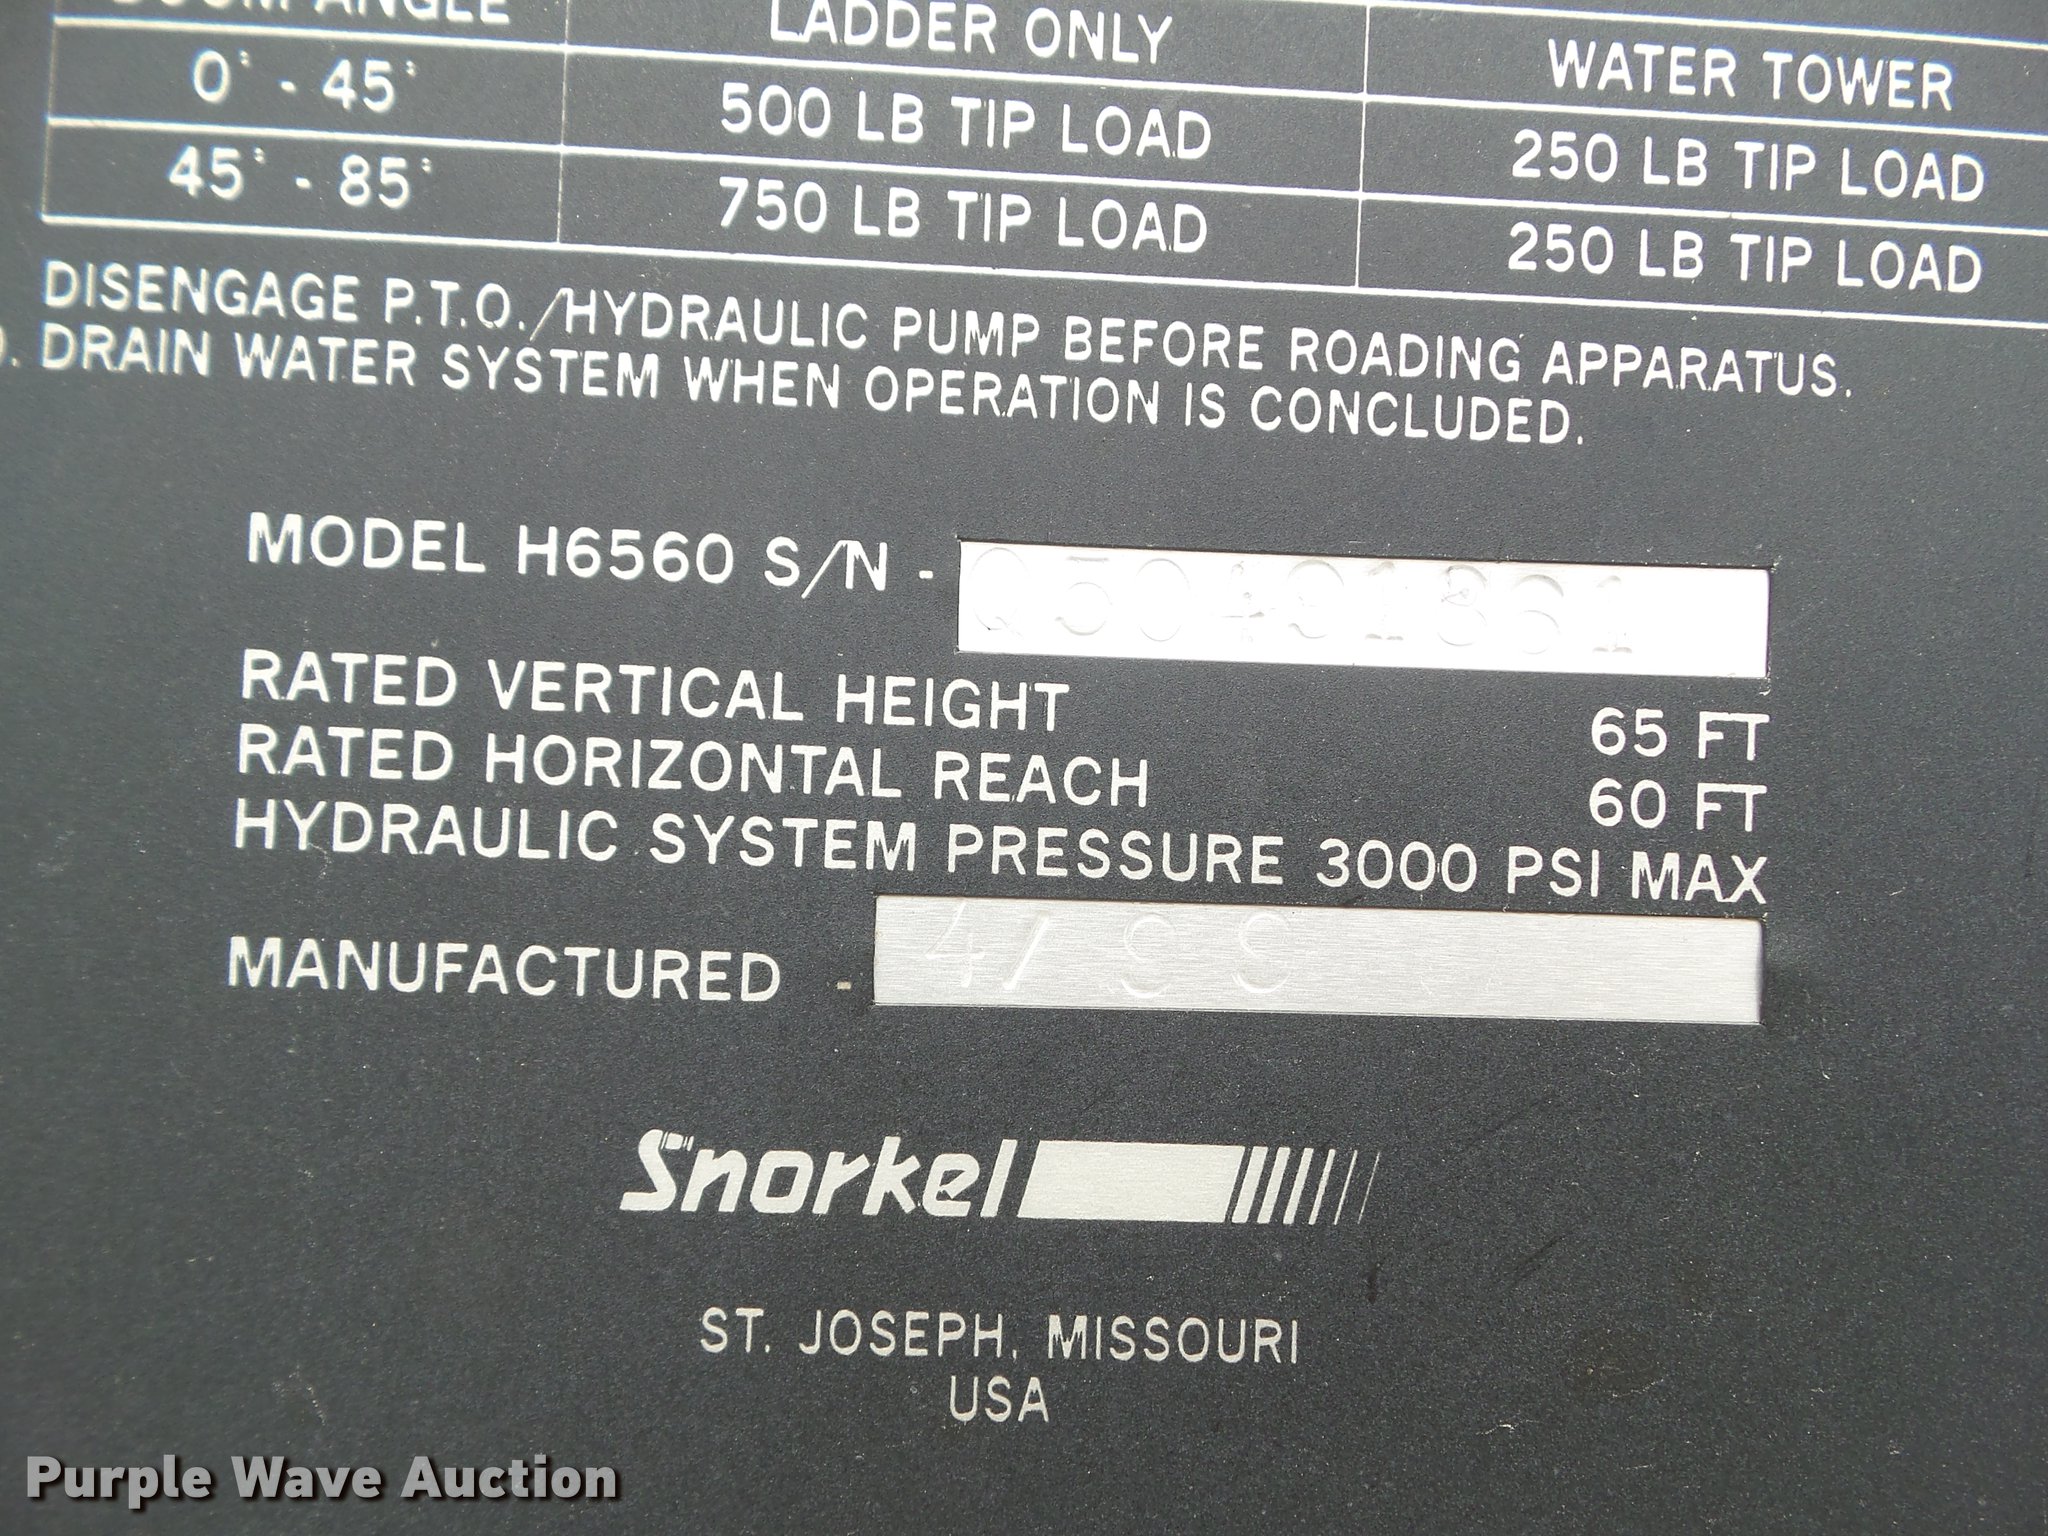 BOOM ANGLE LADDER ONLY WATER TOWER
0° - 45° 500 LB TIP LOAD 250 LB TIP LOAD
45° - 85° 750 LB TIP LOAD 250 LB TIP LOAD
DISENGAGE P.T.O./HYDRAULIC PUMP BEFORE ROADING APPARATUS.
. DRAIN WATER SYSTEM WHEN OPERATION IS CONCLUDED.
MODEL H6560 S/N -
RATED VERTICAL HEIGHT 65 FT
RATED HORIZONTAL REACH 60 FT
HYDRAULIC SYSTEM PRESSURE 3000 PSI MAX
MANUFACTURED -
Snorkel
ST. JOSEPH, MISSOURI
USA
Purple Wave Auction